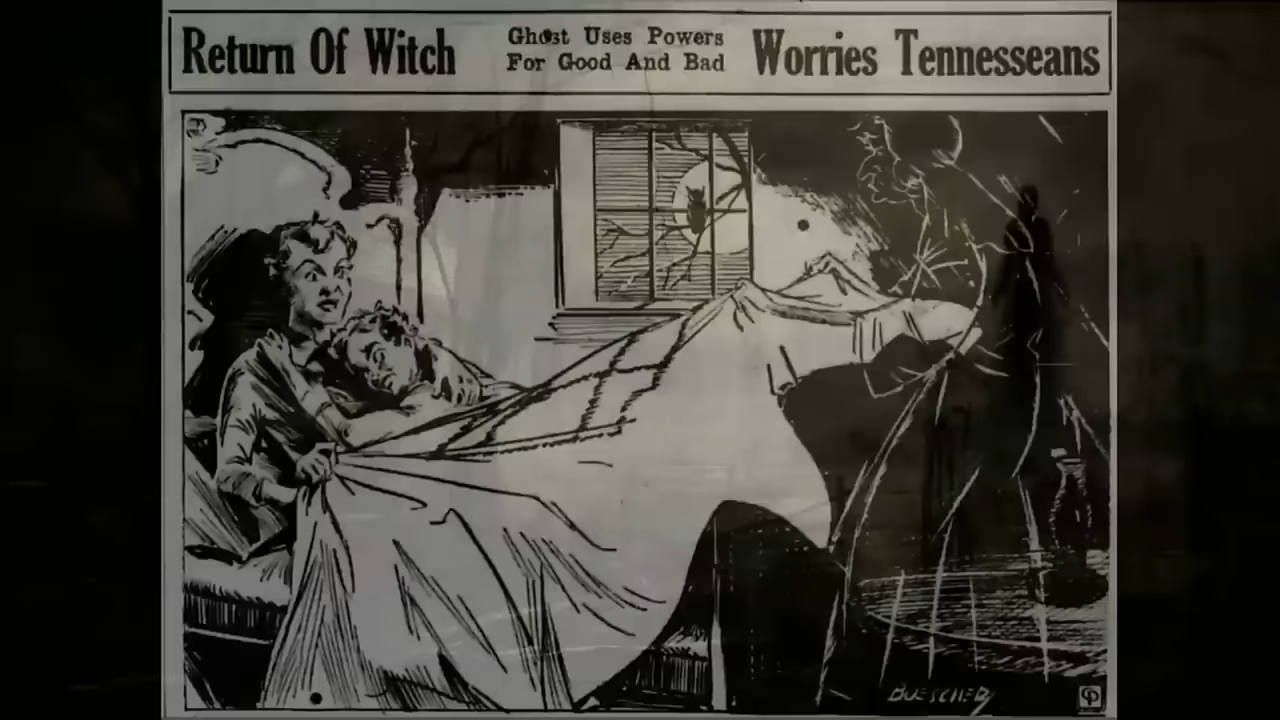 Return Of Witch
Ghost Uses Powers
For Good And Bad
Worries Tennesseans
BUESCHER